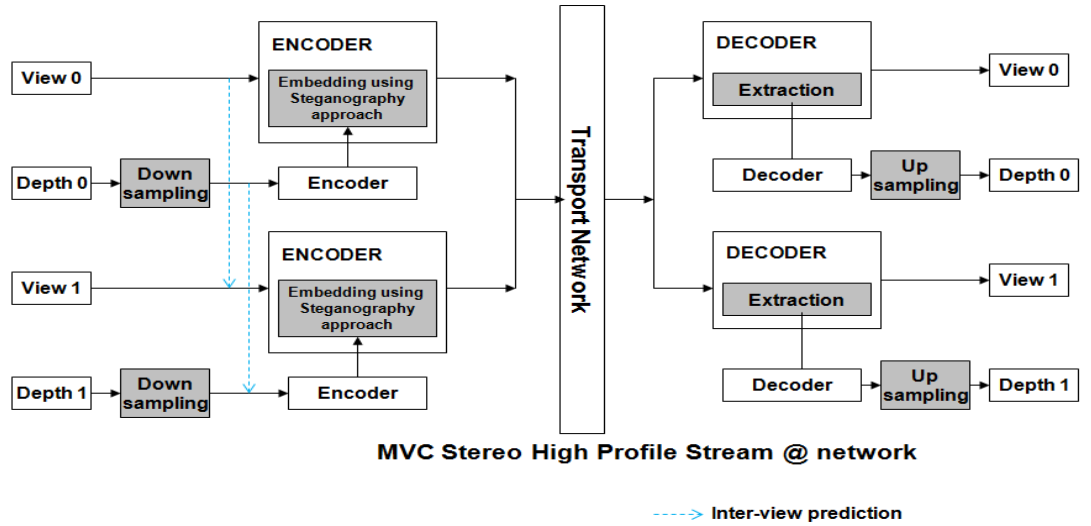 ENCODER
View 0
Embedding using
Steganography
approach
Depth 0
Down
sampling
Encoder
ENCODER
View 1
Embedding using
Steganography
approach
Depth 1
Down
sampling
Encoder
Transport Network
DECODER
Extraction
View 0
Decoder
Up
sampling
Depth 0
DECODER
Extraction
View 1
Decoder
Up
sampling
Depth 1
MVC Stereo High Profile Stream @ network
Inter-view prediction